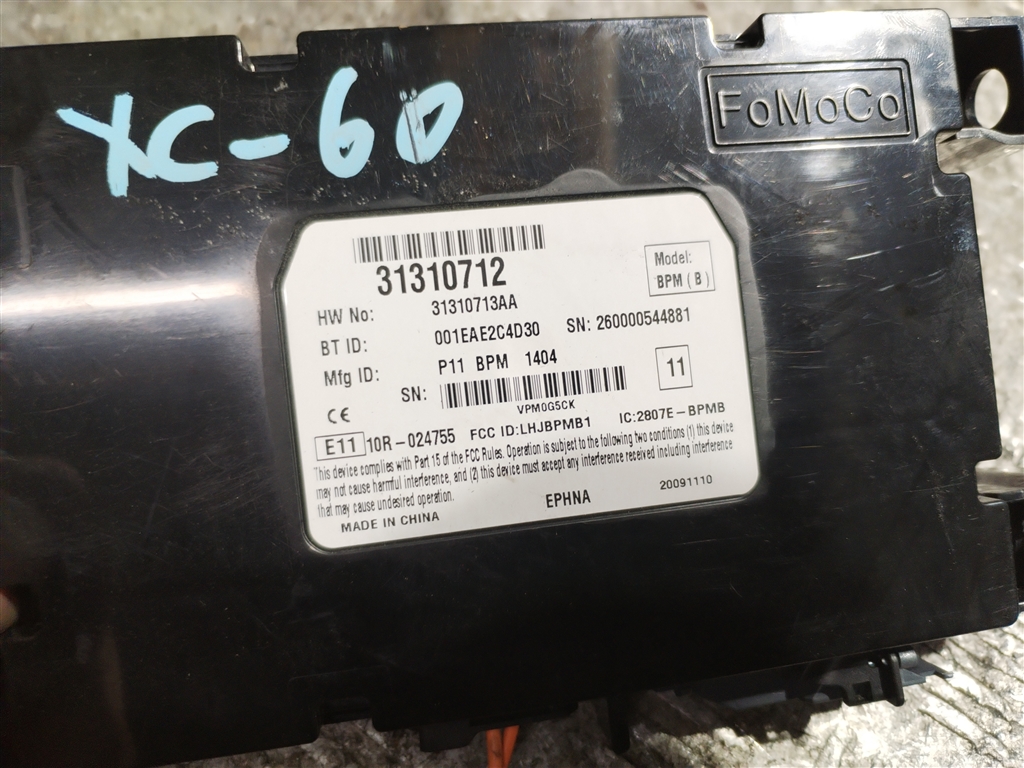 XC-60
FoMoCo
31310712
Model:
BPM (B)
HW No: 31310713AA
BT ID: 001EAE2C4D30 SN: 260000544881
Mfg ID: P11 BPM 1404
SN:
11
VPM0G5CK
CE
E11 10R-024755 FCC ID:LHJBPMB1 IC:2807E-BPMB
This device complies with Part 15 of the FCC Rules. Operation is subject to the following two conditions (1) this device
may not cause harmful interference, and (2) this device must accept any interference received including interference
that may cause undesired operation.
EPHNA 20091110
MADE IN CHINA